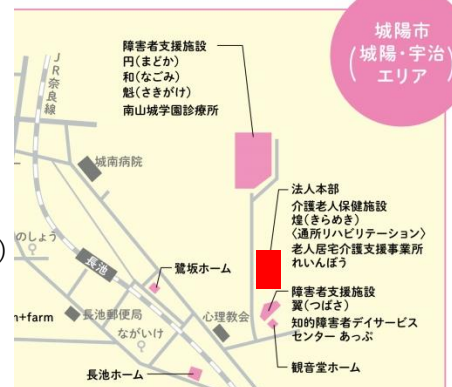 城陽市
(城陽・宇治
エリア)
JR奈良線
障害者支援施設
円(まどか)
和(なごみ)
魁(さきがけ)
南山城学園診療所
城南病院
法人本部
介護老人保健施設
煌(きらめき)
〈通所リハビリテーション〉
老人居宅介護支援事業所
れいんぼう
のしょう
)
長池
鷺坂ホーム
障害者支援施設
翼(つばさ)
知的障害者デイサービス
センター あっぷ
n+farm
長池郵便局
心理教会
ながいけ
観音堂ホーム
長池ホーム